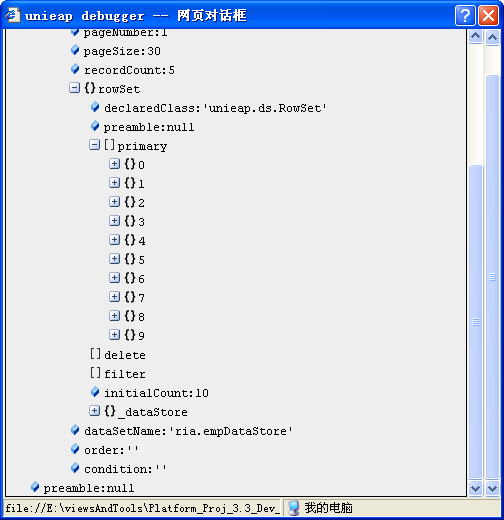 unieap debugger -- 网页对话框
pageNumber:1
pageSize:30
recordCount:5
{}rowSet
declaredClass:'unieap.ds.RowSet'
preamble:null
[]primary
{}0
{}1
{}2
{}3
{}4
{}5
{}6
{}7
{}8
{}9
[]delete
[]filter
initialCount:10
{}_dataStore
dataSetName:'ria.empDataStore'
order:''
condition:''
preamble:null
file://E:\viewsAndTools\Platform_Proj_3.3_Dev_ 我的电脑